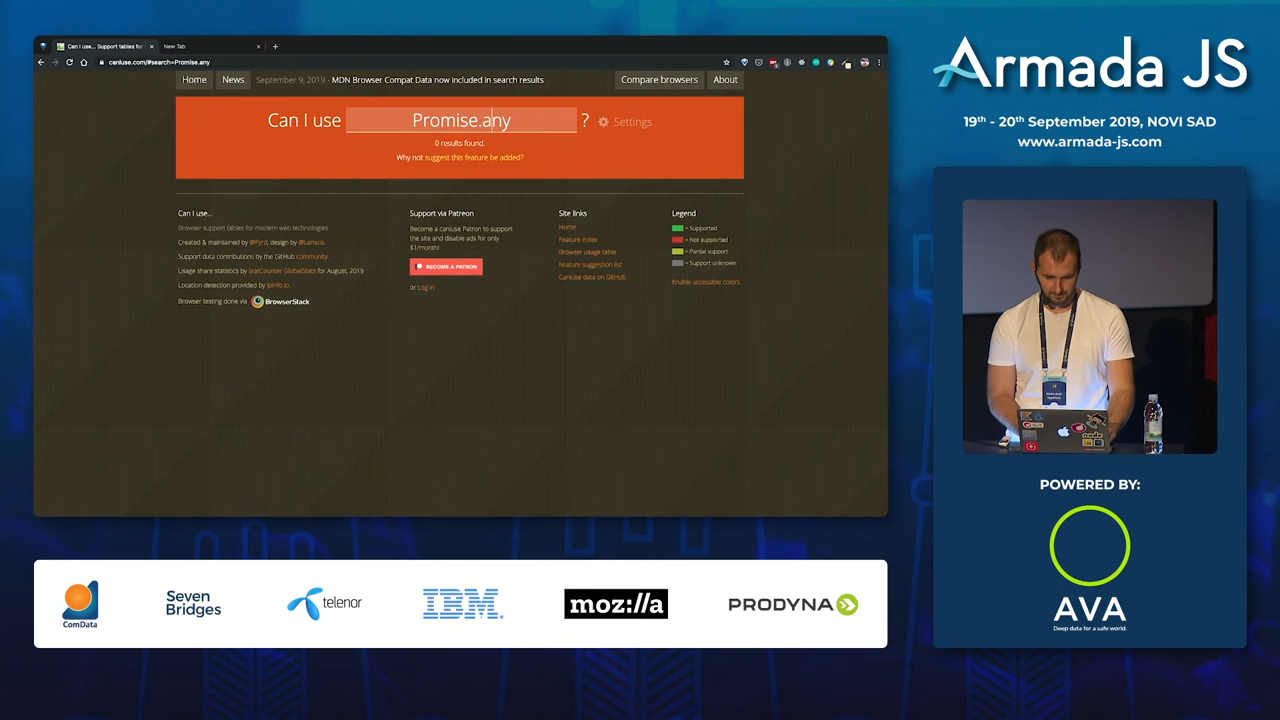 Can I use... Support tables for
New Tab
caniuse.com/#search=Promise.any
Home
News
September 9, 2019 - MDN Browser Compat Data now included in search results
Compare browsers
About
Can I use
Promise.any
?
Settings
0 results found.
Why not suggest this feature be added?
Can I use...
Browser support tables for modern web technologies
Created & maintained by @Fyrd, design by @Lensco.
Support data contributions by the GitHub community.
Usage share statistics by StatCounter GlobalStats for August, 2019
Location detection provided by ipinfo.io.
Browser testing done via BrowserStack
Support via Patreon
Become a caniuse Patron to support
the site and disable ads for only
$1/month!
BECOME A PATRON
or Log in
Site links
Home
Feature index
Browser usage table
Feature suggestion list
Caniuse data on GitHub
Legend
= Supported
= Not supported
= Partial support
= Support unknown
Enable accessible colors
Armada JS
19th - 20th September 2019, NOVI SAD
www.armada-js.com
node
POWERED BY:
AVA
Deep data for a safe world.
ComData
Seven
Bridges
telenor
IBM
moz://a
PRODYNA